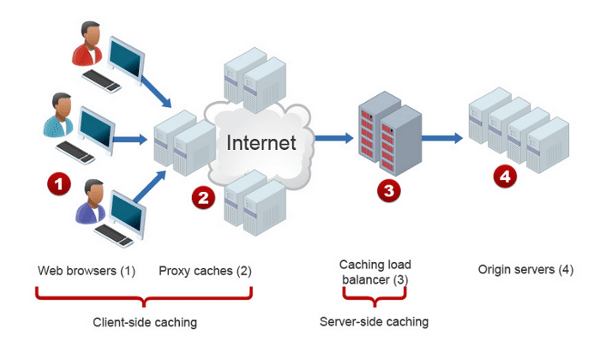 Internet
1
2
3
4
Web browsers (1)
Proxy caches (2)
Caching load
balancer (3)
Origin servers (4)
Client-side caching
Server-side caching